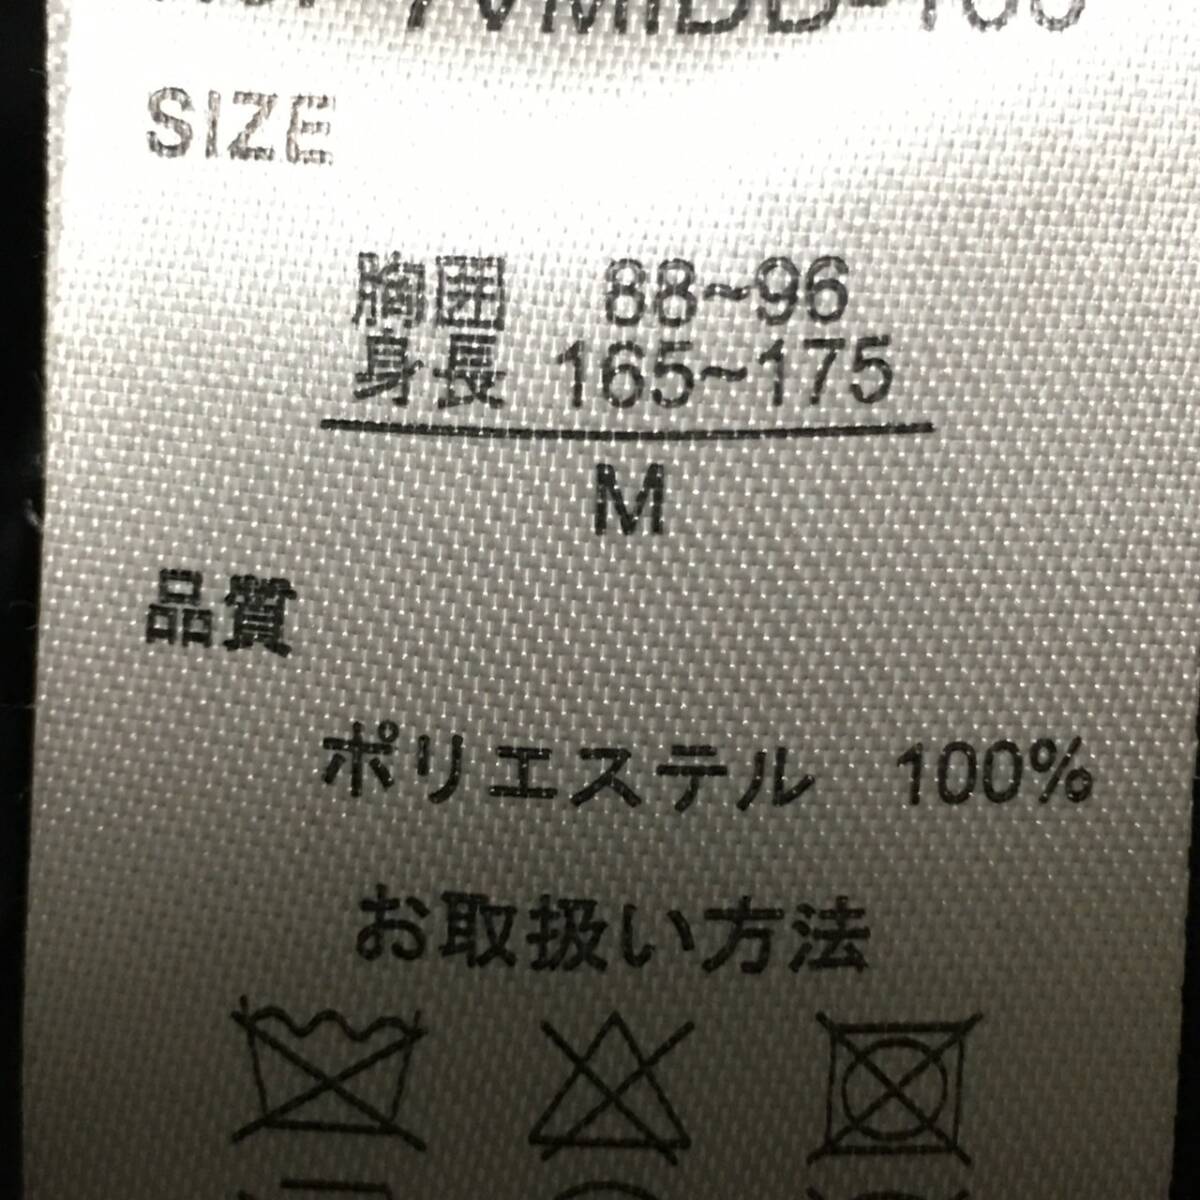 SIZE
胸囲 88~96
身長 165~175
M
品質
ポリエステル 100%
お取扱い方法